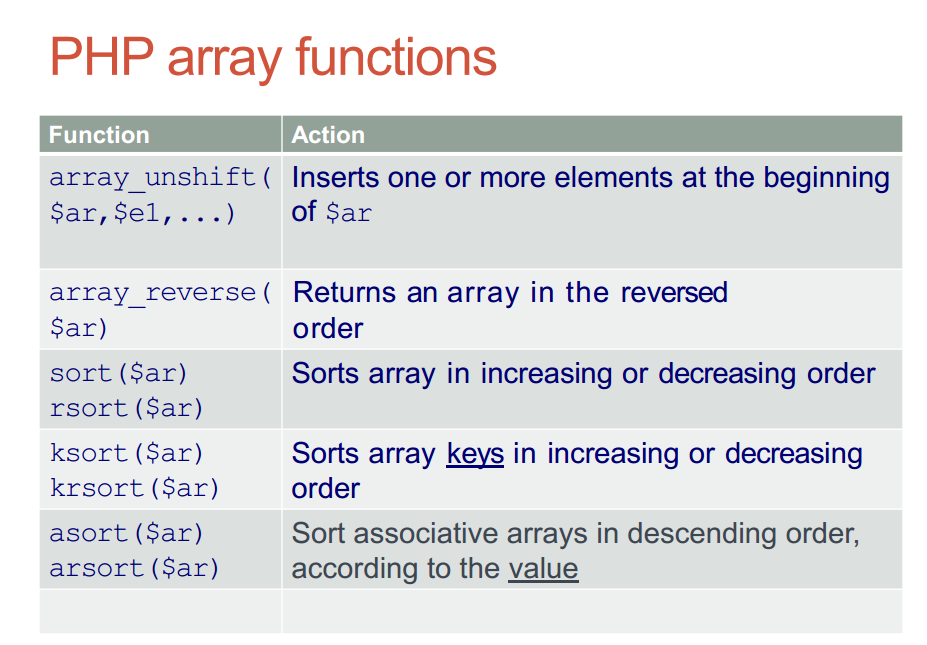 PHP array functions
Function Action
array_unshift( Inserts one or more elements at the beginning
$ar,$e1,...) of $ar
array_reverse( Returns an array in the reversed
$ar) order
sort($ar) Sorts array in increasing or decreasing order
rsort($ar)
ksort($ar) Sorts array keys in increasing or decreasing
krsort($ar) order
asort($ar) Sort associative arrays in descending order,
arsort($ar) according to the value